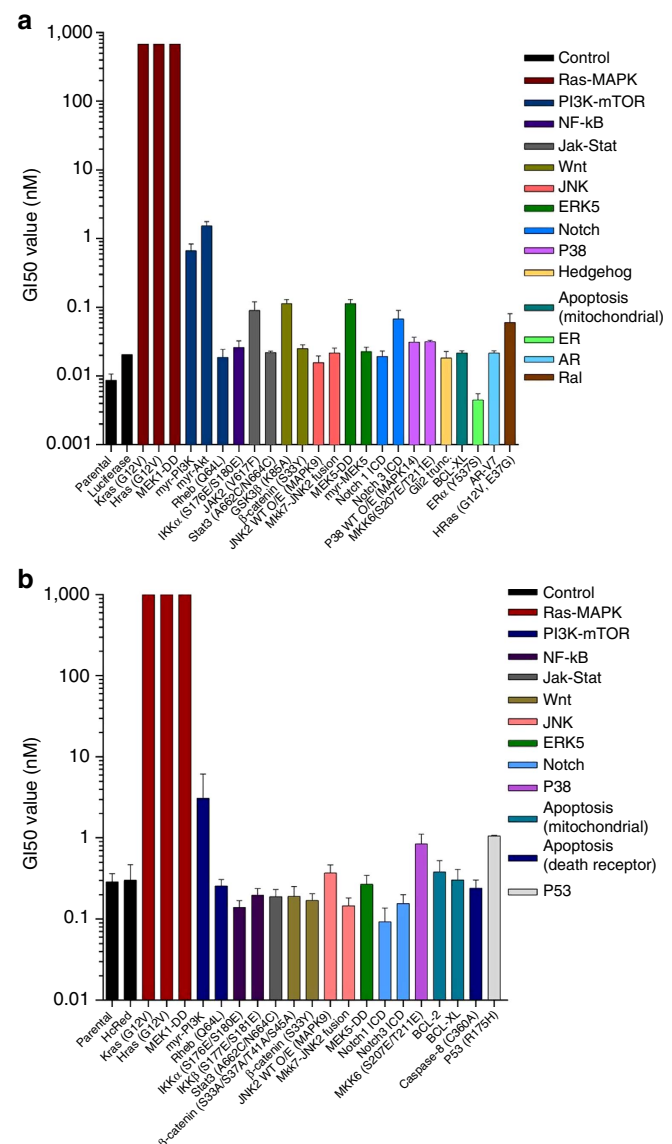 a
1,000
100
10
1
0.1
0.01
0.001
GI50 value (nM)
Parental
Luciferase
Kras (G12V)
Hras (G12V)
MEK1-DD
myr-PI3K
myr-Akt
Rheb (Q64L)
IKKα (S176E/S180E)
JAK2 (V617F)
Stat3 (A662C/N664C)
GSK3β (K85A)
β-catenin (S33Y)
JNK2 WT O/E (MAPK9)
Mkk7-JNK2 fusion
MEK5-DD
myr-MEK5
Notch 1 ICD
Notch 3 ICD
P38 WT O/E (MAPK14)
MKK6(S207E/T211E)
Gli2 trunc.
BCL-XL
ERα (Y537S)
AR-V7
HRas (G12V, E37G)
Control
Ras-MAPK
PI3K-mTOR
NF-kB
Jak-Stat
Wnt
JNK
ERK5
Notch
P38
Hedgehog
Apoptosis
(mitochondrial)
ER
AR
Ral
b
1,000
100
10
1
0.1
0.01
GI50 value (nM)
Parental
HcRed
Kras (G12V)
Hras (G12V)
MEK1-DD
myr-PI3K
Rheb (Q64L)
IKKα (S176E/S180E)
IKKβ (S177E/S181E)
Stat3 (A662C/N664C)
β-catenin (S33A/S37A/T41A/S45A)
β-catenin (S33Y)
JNK2 WT O/E (MAPK9)
Mkk7-JNK2 fusion
MEK5-DD
Notch1 ICD
Notch3 ICD
MKK6 (S207E/T211E)
BCL-2
BCL-XL
Caspase-8 (C360A)
P53 (R175H)
Control
Ras-MAPK
PI3K-mTOR
NF-kB
Jak-Stat
Wnt
JNK
ERK5
Notch
P38
Apoptosis
(mitochondrial)
Apoptosis
(death receptor)
P53